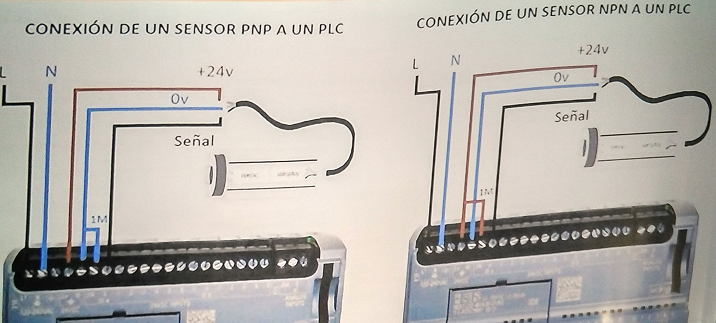 CONEXIÓN DE UN SENSOR PNP A UN PLC
L
N
+24v
0v
Señal
1M
CONEXIÓN DE UN SENSOR NPN A UN PLC
L
N
+24v
0v
Señal
1M